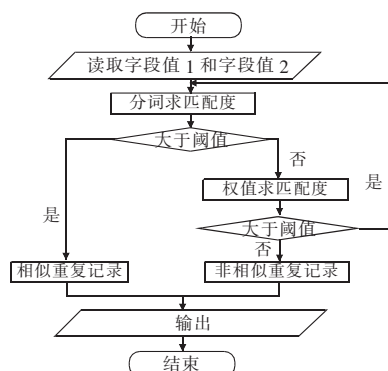 开始
读取字段值 1 和字段值 2
分词求匹配度
大于阈值
否
权值求匹配度
是
是
大于阈值
否
相似重复记录
非相似重复记录
输出
结束